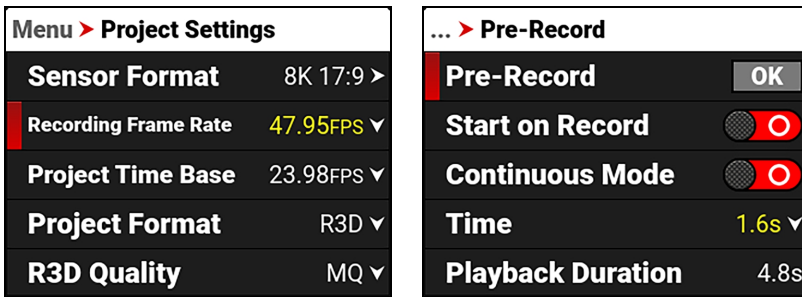 Menu > Project Settings
Sensor Format 8K 17:9 >
Recording Frame Rate 47.95FPS
Project Time Base 23.98FPS
Project Format R3D
R3D Quality MQ
... > Pre-Record
Pre-Record OK
Start on Record
Continuous Mode
Time 1.6s
Playback Duration 4.8s